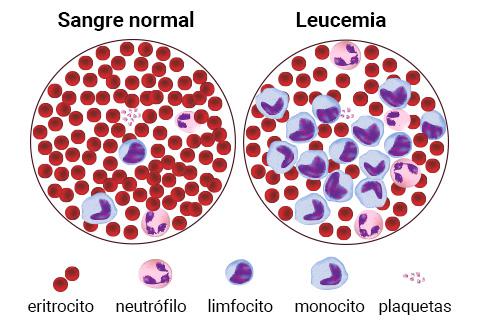 Sangre normal
Leucemia
eritrocito
neutrófilo
limfocito
monocito
plaquetas